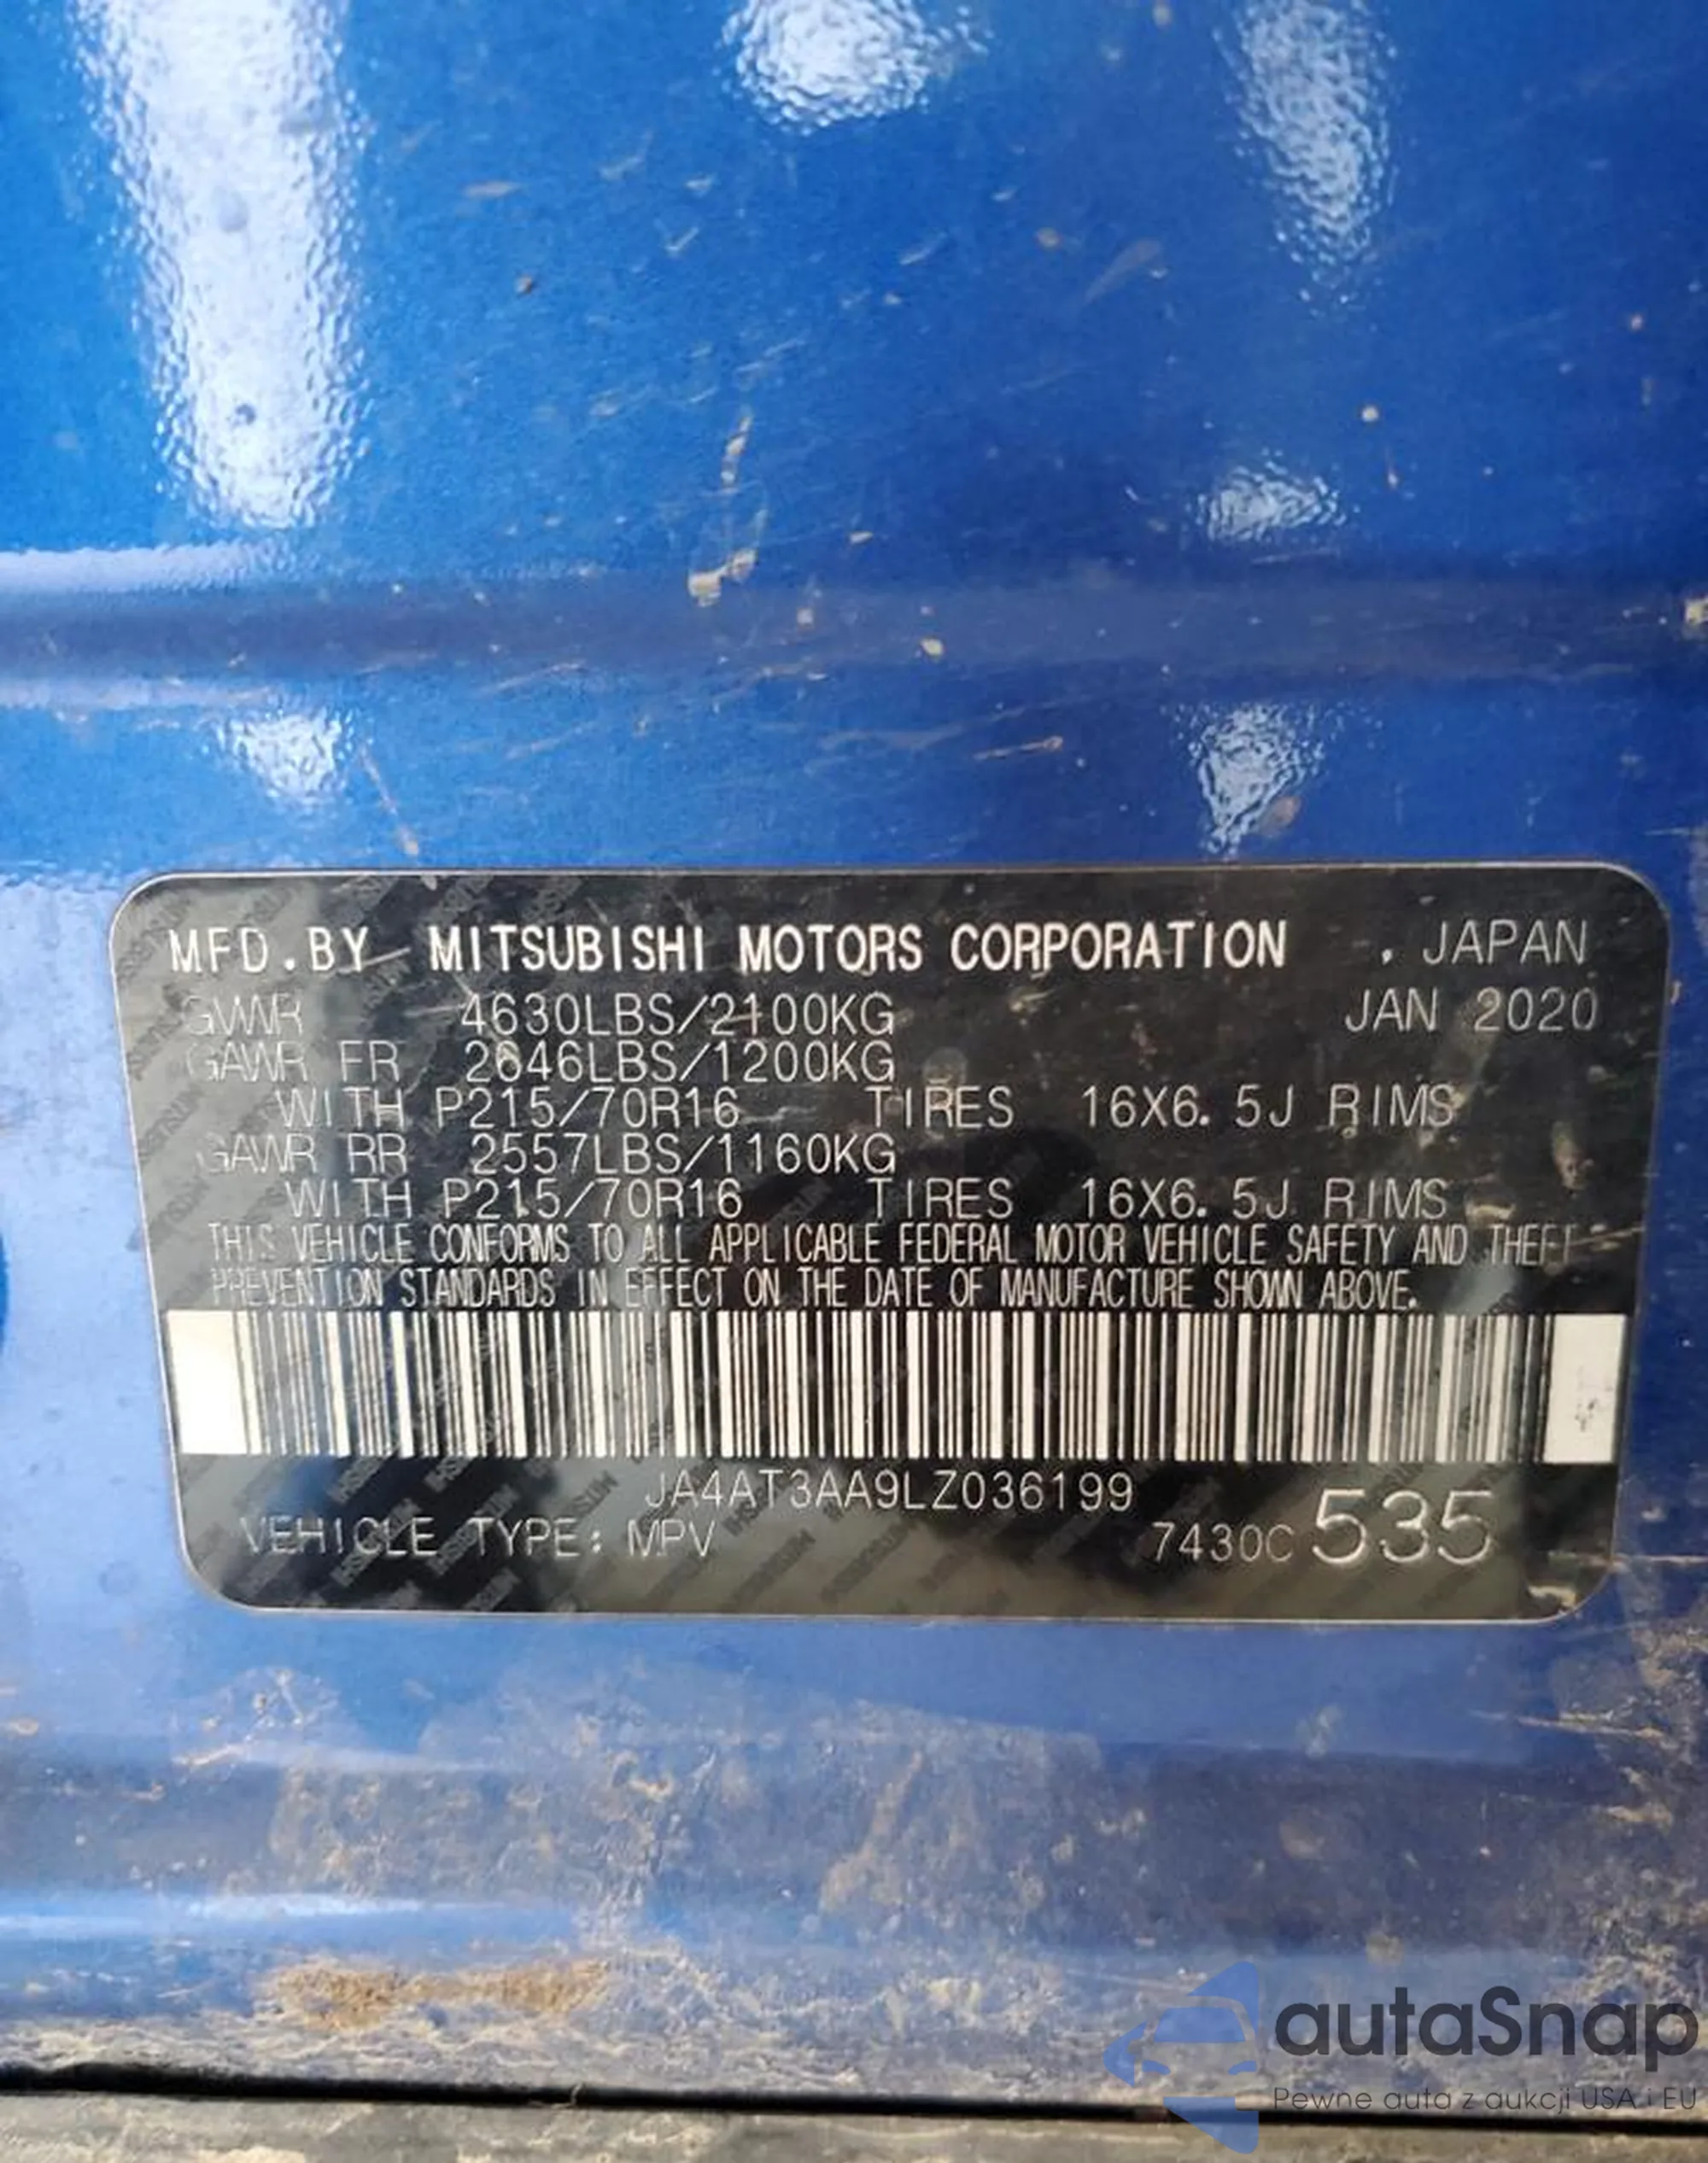 MFD.BY MITSUBISHI MOTORS CORPORATION , JAPAN
GVWR 4630LBS/2100KG JAN 2020
GAWR FR 2646LBS/1200KG
WITH P215/70R16 TIRES 16X6.5J RIMS
GAWR RR 2557LBS/1160KG
WITH P215/70R16 TIRES 16X6.5J RIMS
THIS VEHICLE CONFORMS TO ALL APPLICABLE FEDERAL MOTOR VEHICLE SAFETY AND THEFT
PREVENTION STANDARDS IN EFFECT ON THE DATE OF MANUFACTURE SHOWN ABOVE.
JA4AT3AA9LZ036199
VEHICLE TYPE: MPV 7430C 535
autaSnap
Pewne auta z aukcji USA i EU